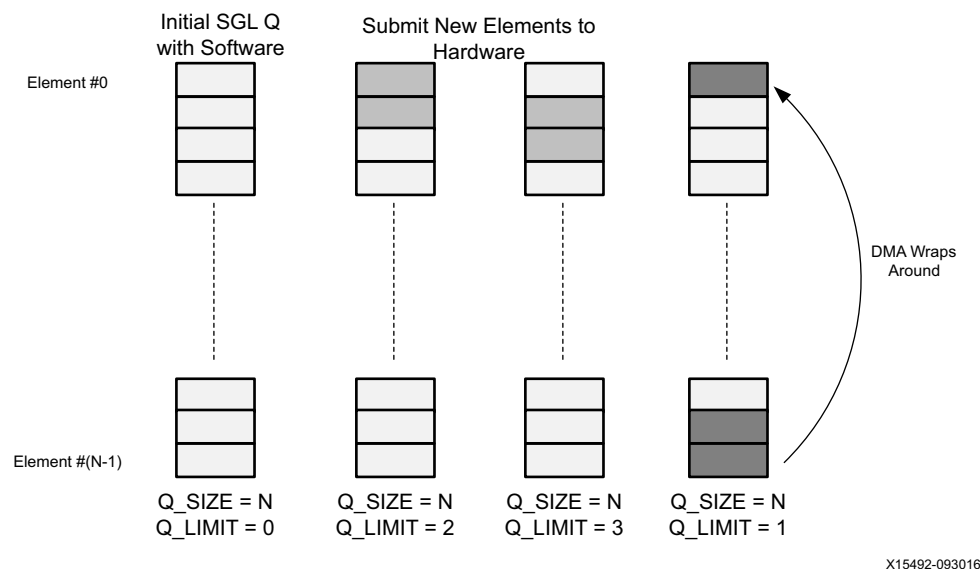 Initial SGL Q
with Software
Submit New Elements to
Hardware
Element #0
DMA Wraps
Around
Element #(N-1)
Q_SIZE = N
Q_LIMIT = 0
Q_SIZE = N
Q_LIMIT = 2
Q_SIZE = N
Q_LIMIT = 3
Q_SIZE = N
Q_LIMIT = 1
X15492-093016